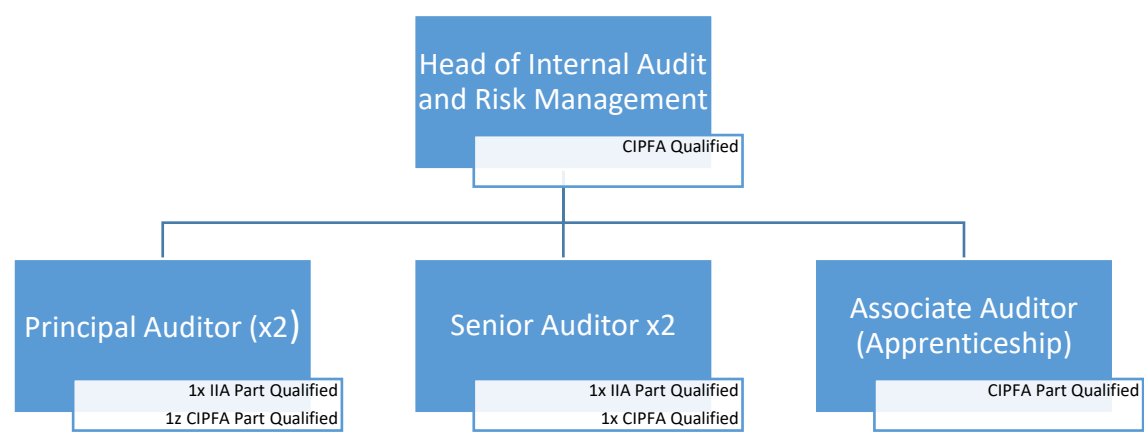 Head of Internal Audit
and Risk Management
CIPFA Qualified
Principal Auditor (x2)
1x IIA Part Qualified
1z CIPFA Part Qualified
Senior Auditor x2
1x IIA Part Qualified
1x CIPFA Qualified
Associate Auditor
(Apprenticeship)
CIPFA Part Qualified